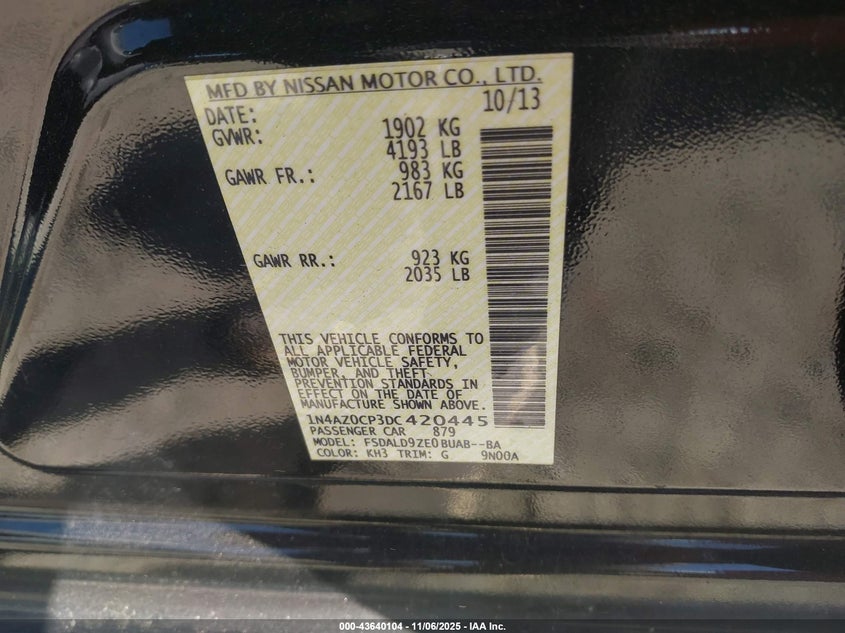 MFD BY NISSAN MOTOR CO., LTD.
DATE: 10/13
GVWR: 1902 KG
4193 LB
GAWR FR.: 983 KG
2167 LB
GAWR RR.: 923 KG
2035 LB
THIS VEHICLE CONFORMS TO
ALL APPLICABLE FEDERAL
MOTOR VEHICLE SAFETY,
BUMPER, AND THEFT
PREVENTION STANDARDS IN
EFFECT ON THE DATE OF
MANUFACTURE SHOWN ABOVE.
1N4AZ0CP3DC420445
PASSENGER CAR 879
MODEL: FSDALD9ZE0BUAB--BA
COLOR: KH3 TRIM: G 9N00A
000-43640104 - 11/06/2025 - IAA Inc.